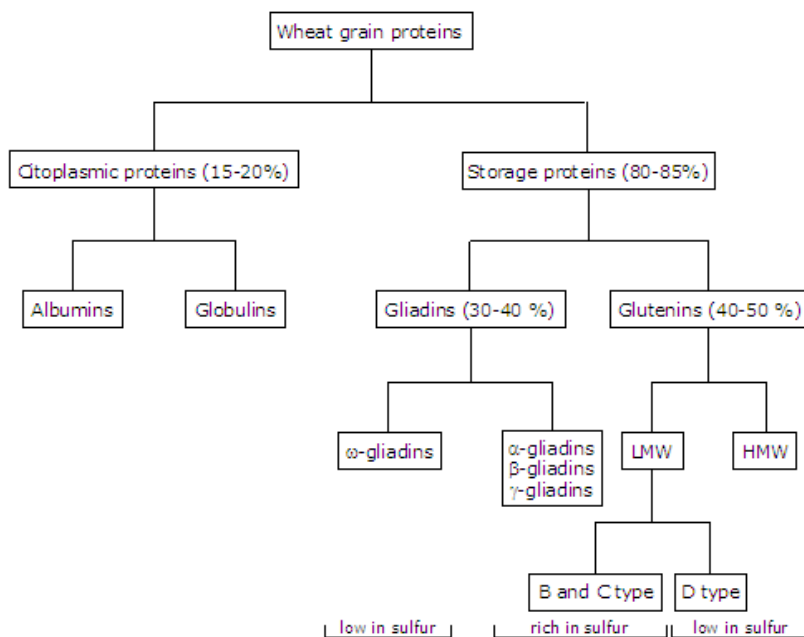 Wheat grain proteins
Citoplasmic proteins (15-20%)
Storage proteins (80-85%)
Albumins
Globulins
Gliadins (30-40 %)
Glutenins (40-50 %)
ω-gliadins
α-gliadins
β-gliadins
γ-gliadins
LMW
HMW
B and C type
D type
low in sulfur
rich in sulfur
low in sulfur